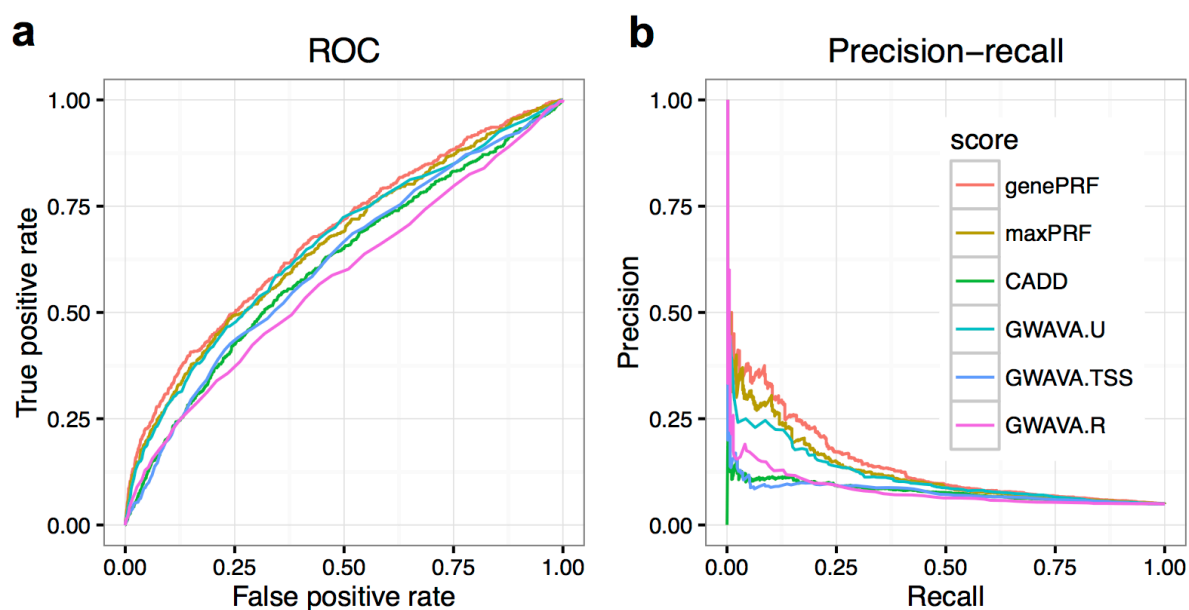 a
ROC
True positive rate
1.00
0.75
0.50
0.25
0.00
0.00 0.25 0.50 0.75 1.00
False positive rate
b
Precision–recall
Precision
1.00
0.75
0.50
0.25
0.00
score
genePRF
maxPRF
CADD
GWAVA.U
GWAVA.TSS
GWAVA.R
0.00 0.25 0.50 0.75 1.00
Recall